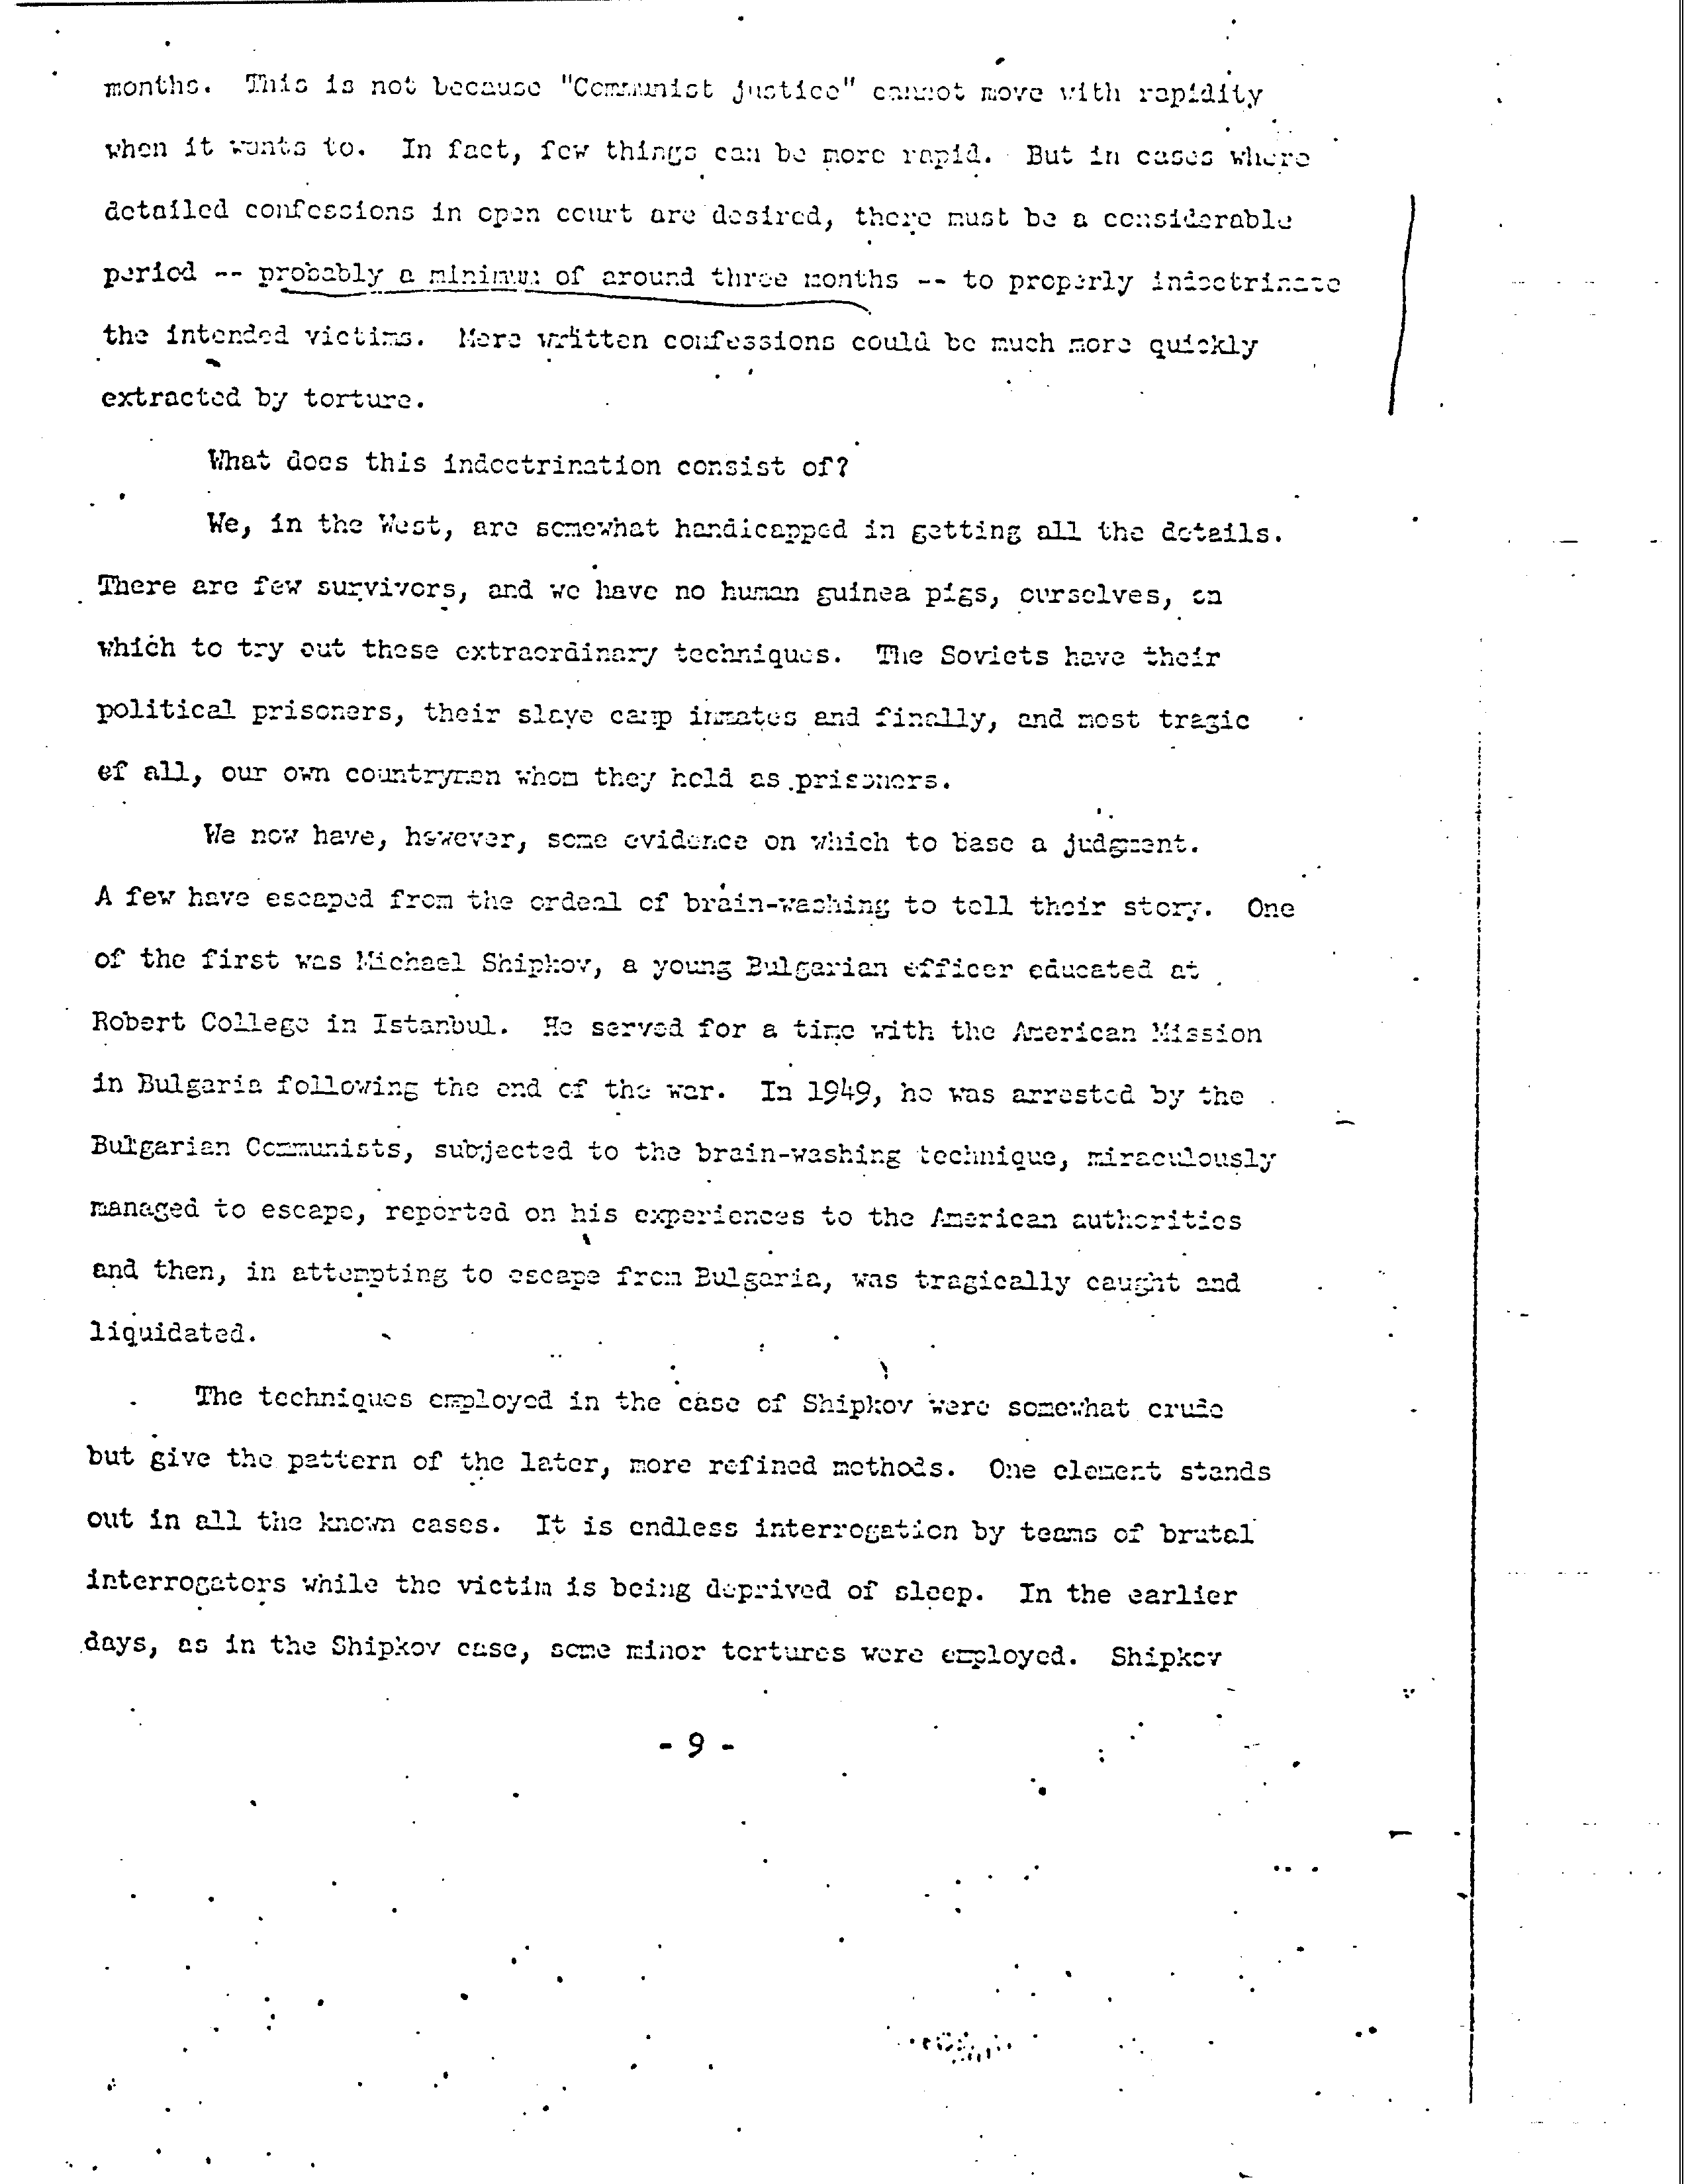 months. This is not because "Communist justice" cannot move with rapidity
when it wants to. In fact, few things can be more rapid. But in cases where
detailed confessions in open court are desired, there must be a considerable
period -- probably a minimum of around three months -- to properly indoctrinate
the intended victims. Mere written confessions could be much more quickly
extracted by torture.
What does this indoctrination consist of?
We, in the West, are somewhat handicapped in getting all the details.
There are few survivors, and we have no human guinea pigs, ourselves, on
which to try out these extraordinary techniques. The Soviets have their
political prisoners, their slave camp inmates and finally, and most tragic
of all, our own countrymen whom they hold as prisoners.
We now have, however, some evidence on which to base a judgment.
A few have escaped from the ordeal of brain-washing to tell their story. One
of the first was Michael Shipkov, a young Bulgarian officer educated at
Robert College in Istanbul. He served for a time with the American Mission
in Bulgaria following the end of the war. In 1949, he was arrested by the
Bulgarian Communists, subjected to the brain-washing technique, miraculously
managed to escape, reported on his experiences to the American authorities
and then, in attempting to escape from Bulgaria, was tragically caught and
liquidated.
The techniques employed in the case of Shipkov were somewhat crude
but give the pattern of the later, more refined methods. One element stands
out in all the known cases. It is endless interrogation by teams of brutal
interrogators while the victim is being deprived of sleep. In the earlier
days, as in the Shipkov case, some minor tortures were employed. Shipkov
- 9 -